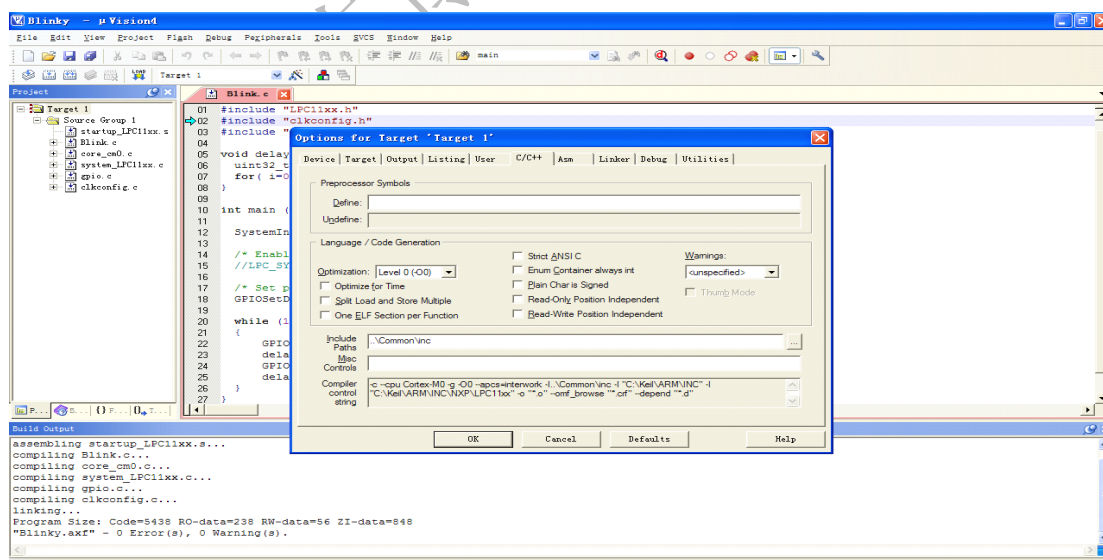 Blinky - µVision4
File Edit View Project Flash Debug Peripherals Tools SVCS Window Help
main
LOAD Target 1
Project
Blink.c
Target 1
Source Group 1
startup_LPC11xx.s
Blink.c
core_cm0.c
system_LPC11xx.c
gpio.c
clkconfig.c
01 #include "LPC11xx.h"
02 #include "clkconfig.h"
03 #include "
04
05 void delay
06 uint32_t
07 for( i=0
08 }
09
10 int main (
11
12 SystemIn
13
14 /* Enabl
15 //LPC_SY
16
17 /* Set p
18 GPIOSetD
19
20 while (1
21 {
22 GPIO
23 dela
24 GPIO
25 dela
26 }
27 }
Options for Target 'Target 1'
Device Target Output Listing User C/C++ Asm Linker Debug Utilities
Preprocessor Symbols
Define:
Undefine:
Language / Code Generation
Optimization: Level 0 (-O0)
Optimize for Time
Split Load and Store Multiple
One ELF Section per Function
Strict ANSI C
Enum Container always int
Plain Char is Signed
Read-Only Position Independent
Read-Write Position Independent
Warnings:
<unspecified>
Thumb Mode
Include Paths ..\Common\inc
...
Misc Controls
Compiler control string
-c --cpu Cortex-M0 -g -O0 --apcs=interwork -I..\Common\inc -I "C:\Keil\ARM\INC" -I
"C:\Keil\ARM\INC\NXP\LPC11xx" -o "*.o" --omf_browse "*.crf" --depend "*.d"
OK Cancel Defaults Help
P... B... {} F... 0 T...
Build Output
assembling startup_LPC11xx.s...
compiling Blink.c...
compiling core_cm0.c...
compiling system_LPC11xx.c...
compiling gpio.c...
compiling clkconfig.c...
linking...
Program Size: Code=5438 RO-data=238 RW-data=56 ZI-data=848
"Blinky.axf" - 0 Error(s), 0 Warning(s).